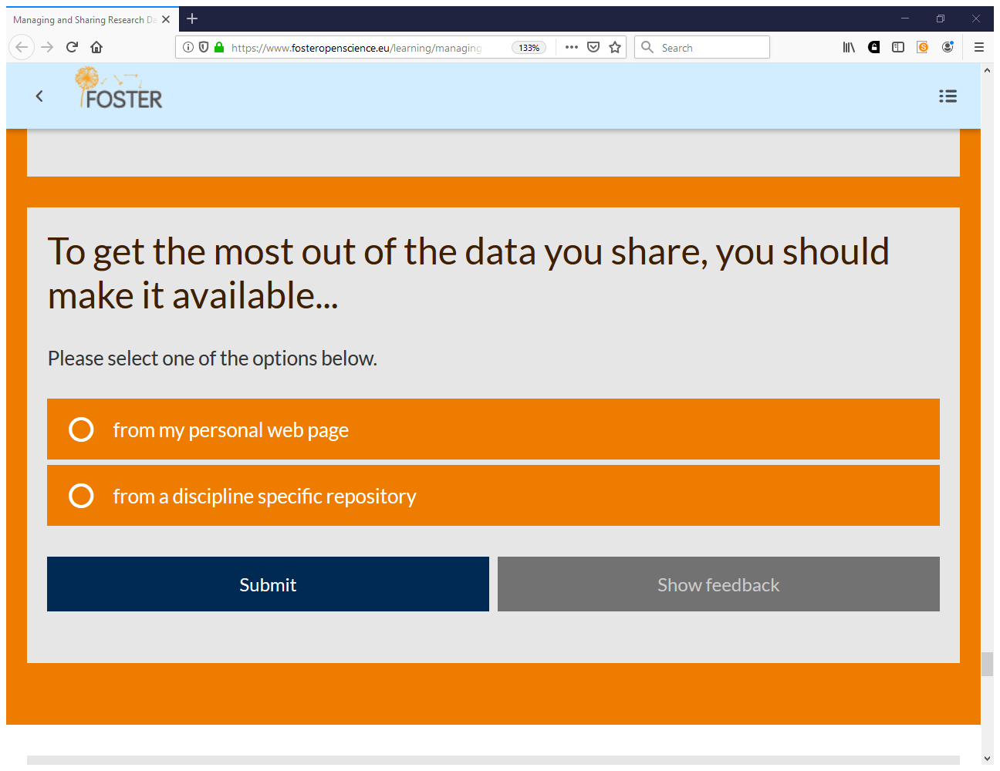 Managing and Sharing Research Da
https://www.fosteropenscience.eu/learning/managing
133%
Search
FOSTER
To get the most out of the data you share, you should
make it available...
Please select one of the options below.
from my personal web page
from a discipline specific repository
Submit
Show feedback